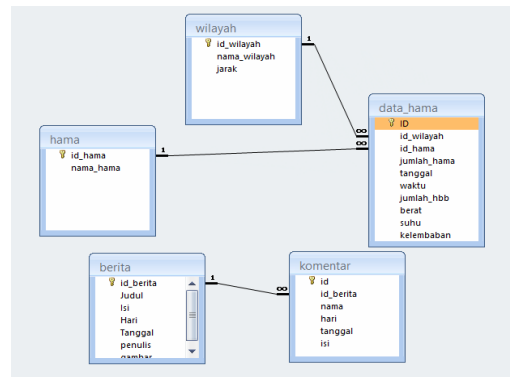 wilayah
id_wilayah
nama_wilayah
jarak
1
data_hama
ID
id_wilayah
id_hama
jumlah_hama
tanggal
waktu
jumlah_hbb
berat
suhu
kelembaban
∞
∞
hama
id_hama
nama_hama
1
berita
id_berita
Judul
Isi
Hari
Tanggal
penulis
gambar
1
∞
komentar
id
id_berita
nama
hari
tanggal
isi